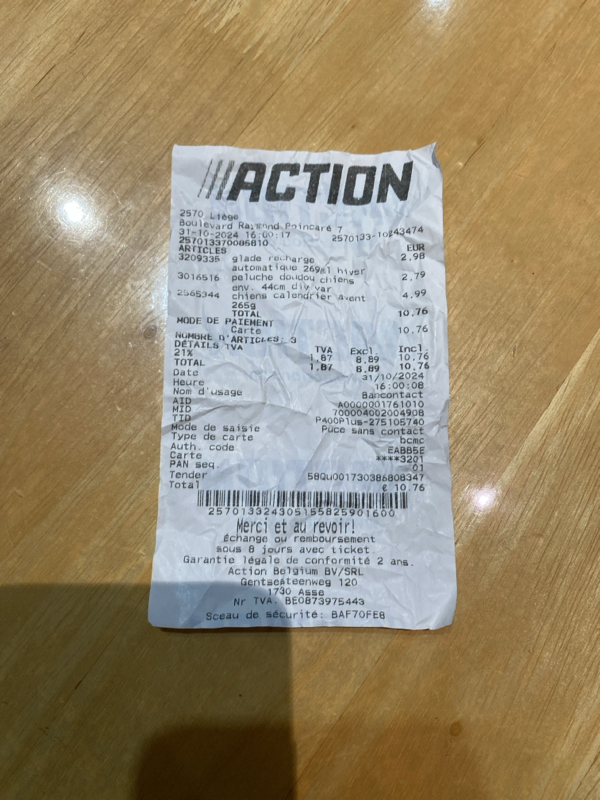 ACTION
2570 Liège
Boulevard Raymond Poincaré 7
31-10-2024 16:00:17 2570133-10243474
257013370085810
ARTICLES EUR
3209335 glade recharge 2,98
automatique 269ml hiver
3016516 peluche doudou chiens 2,79
env. 44cm div var
2565344 chiens calendrier Avent 4,99
265g
TOTAL 10,76
MODE DE PAIEMENT
Carte 10,76
NOMBRE D'ARTICLES: 3
DÉTAILS TVA TVA Excl. Incl.
21% 1,87 8,89 10,76
TOTAL 1,87 8,89 10,76
Date 31/10/2024
Heure 16:00:08
Nom d'usage Bancontact
AID A0000001761010
MID 70000400200490B
TID P400Plus-275105740
Mode de saisie Puce sans contact
Type de carte bcmc
Auth. code EABB5E
Carte ****3201
PAN seq. 01
Tender 58Qu001730386808347
Total € 10.76
257013324305155825901600
Merci et au revoir!
Échange ou remboursement
sous 8 jours avec ticket.
Garantie légale de conformité 2 ans.
Action Belgium BV/SRL
Gentsesteenweg 120
1730 Asse
Nr TVA. BE0873975443
Sceau de sécurité: BAF70FE8